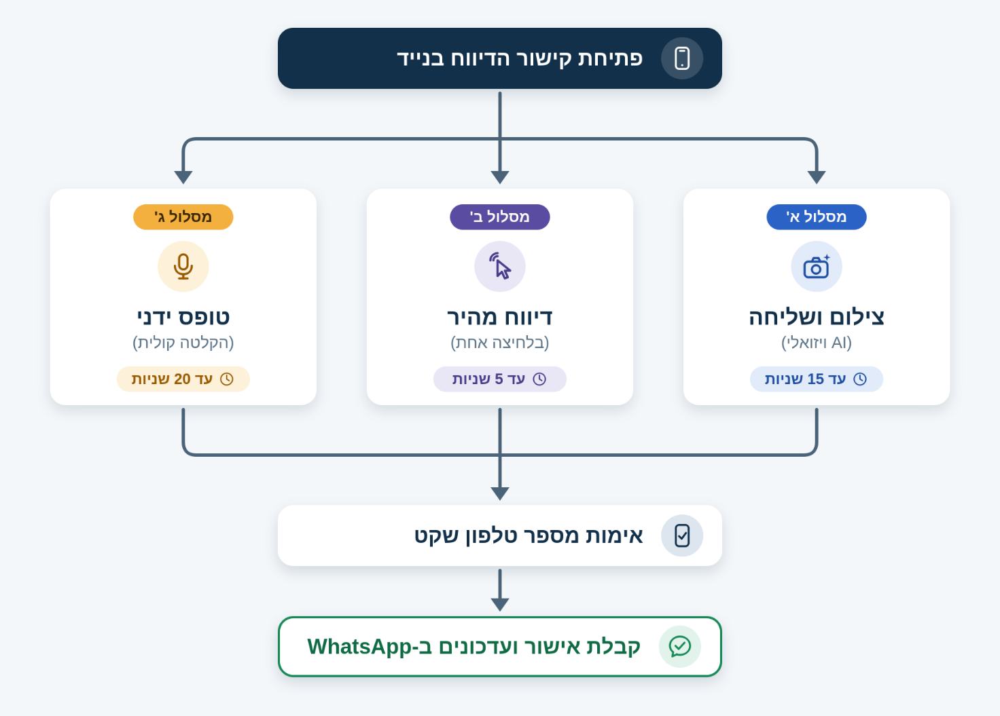 פתיחת קישור הדיווח בנייד
מסלול א'
צילום ושליחה
(AI ויזואלי)
עד 15 שניות
מסלול ב'
דיווח מהיר
(בלחיצה אחת)
עד 5 שניות
מסלול ג'
טופס ידני
(הקלטה קולית)
עד 20 שניות
אימות מספר טלפון שקט
קבלת אישור ועדכונים ב-WhatsApp